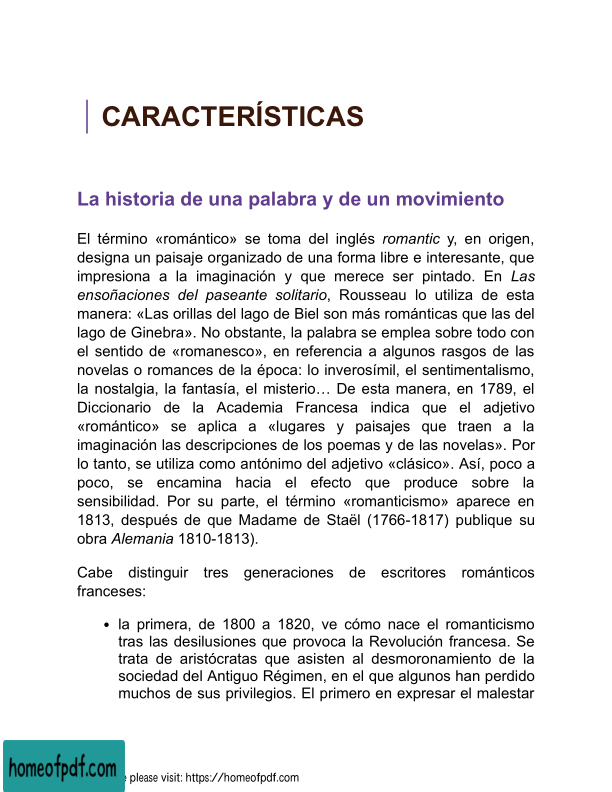 CARACTERÍSTICAS
La historia de una palabra y de un movimiento
El término «romántico» se toma del inglés romantic y, en origen,
designa un paisaje organizado de una forma libre e interesante, que
impresiona a la imaginación y que merece ser pintado. En Las
ensoñaciones del paseante solitario, Rousseau lo utiliza de esta
manera: «Las orillas del lago de Biel son más románticas que las del
lago de Ginebra». No obstante, la palabra se emplea sobre todo con
el sentido de «romanesco», en referencia a algunos rasgos de las
novelas o romances de la época: lo inverosímil, el sentimentalismo,
la nostalgia, la fantasía, el misterio… De esta manera, en 1789, el
Diccionario de la Academia Francesa indica que el adjetivo
«romántico» se aplica a «lugares y paisajes que traen a la
imaginación las descripciones de los poemas y de las novelas». Por
lo tanto, se utiliza como antónimo del adjetivo «clásico». Así, poco a
poco, se encamina hacia el efecto que produce sobre la
sensibilidad. Por su parte, el término «romanticismo» aparece en
1813, después de que Madame de Staël (1766-1817) publique su
obra Alemania 1810-1813).
Cabe distinguir tres generaciones de escritores románticos
franceses:
• la primera, de 1800 a 1820, ve cómo nace el romanticismo
tras las desilusiones que provoca la Revolución francesa. Se
trata de aristócratas que asisten al desmoronamiento de la
sociedad del Antiguo Régimen, en el que algunos han perdido
muchos de sus privilegios. El primero en expresar el malestar
homeofpdf.com
please visit: https://homeofpdf.com